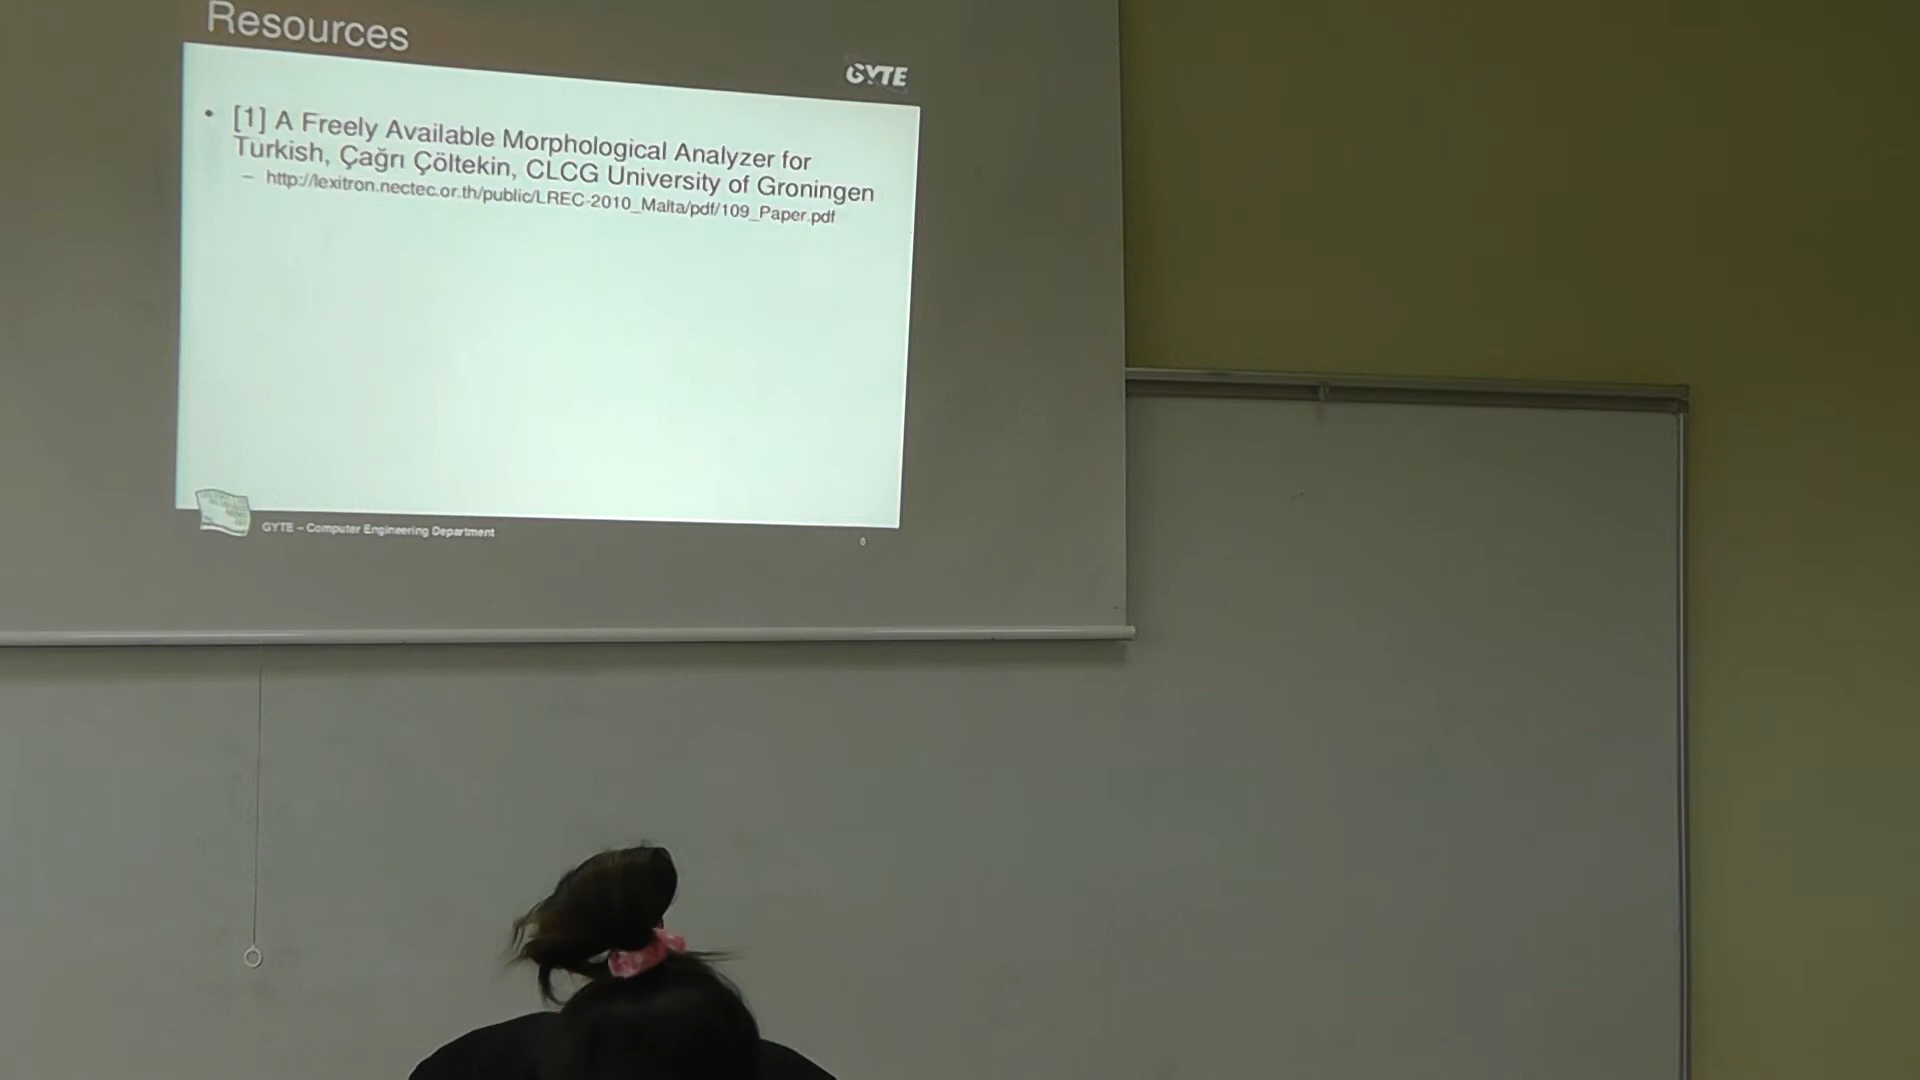 Resources
GYTE
• [1] A Freely Available Morphological Analyzer for
Turkish, Çağrı Çöltekin, CLCG University of Groningen
– http://lexitron.nectec.or.th/public/LREC-2010_Malta/pdf/109_Paper.pdf
GYTE – Computer Engineering Department
6